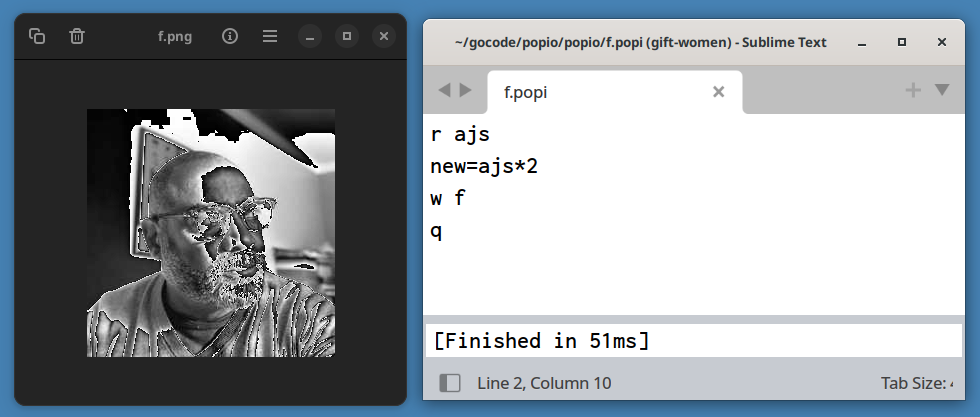 f.png
~/gocode/popio/popio/f.popi (gift-women) - Sublime Text
f.popi
r ajs
new=ajs*2
w f
q
[Finished in 51ms]
Line 2, Column 10
Tab Size: